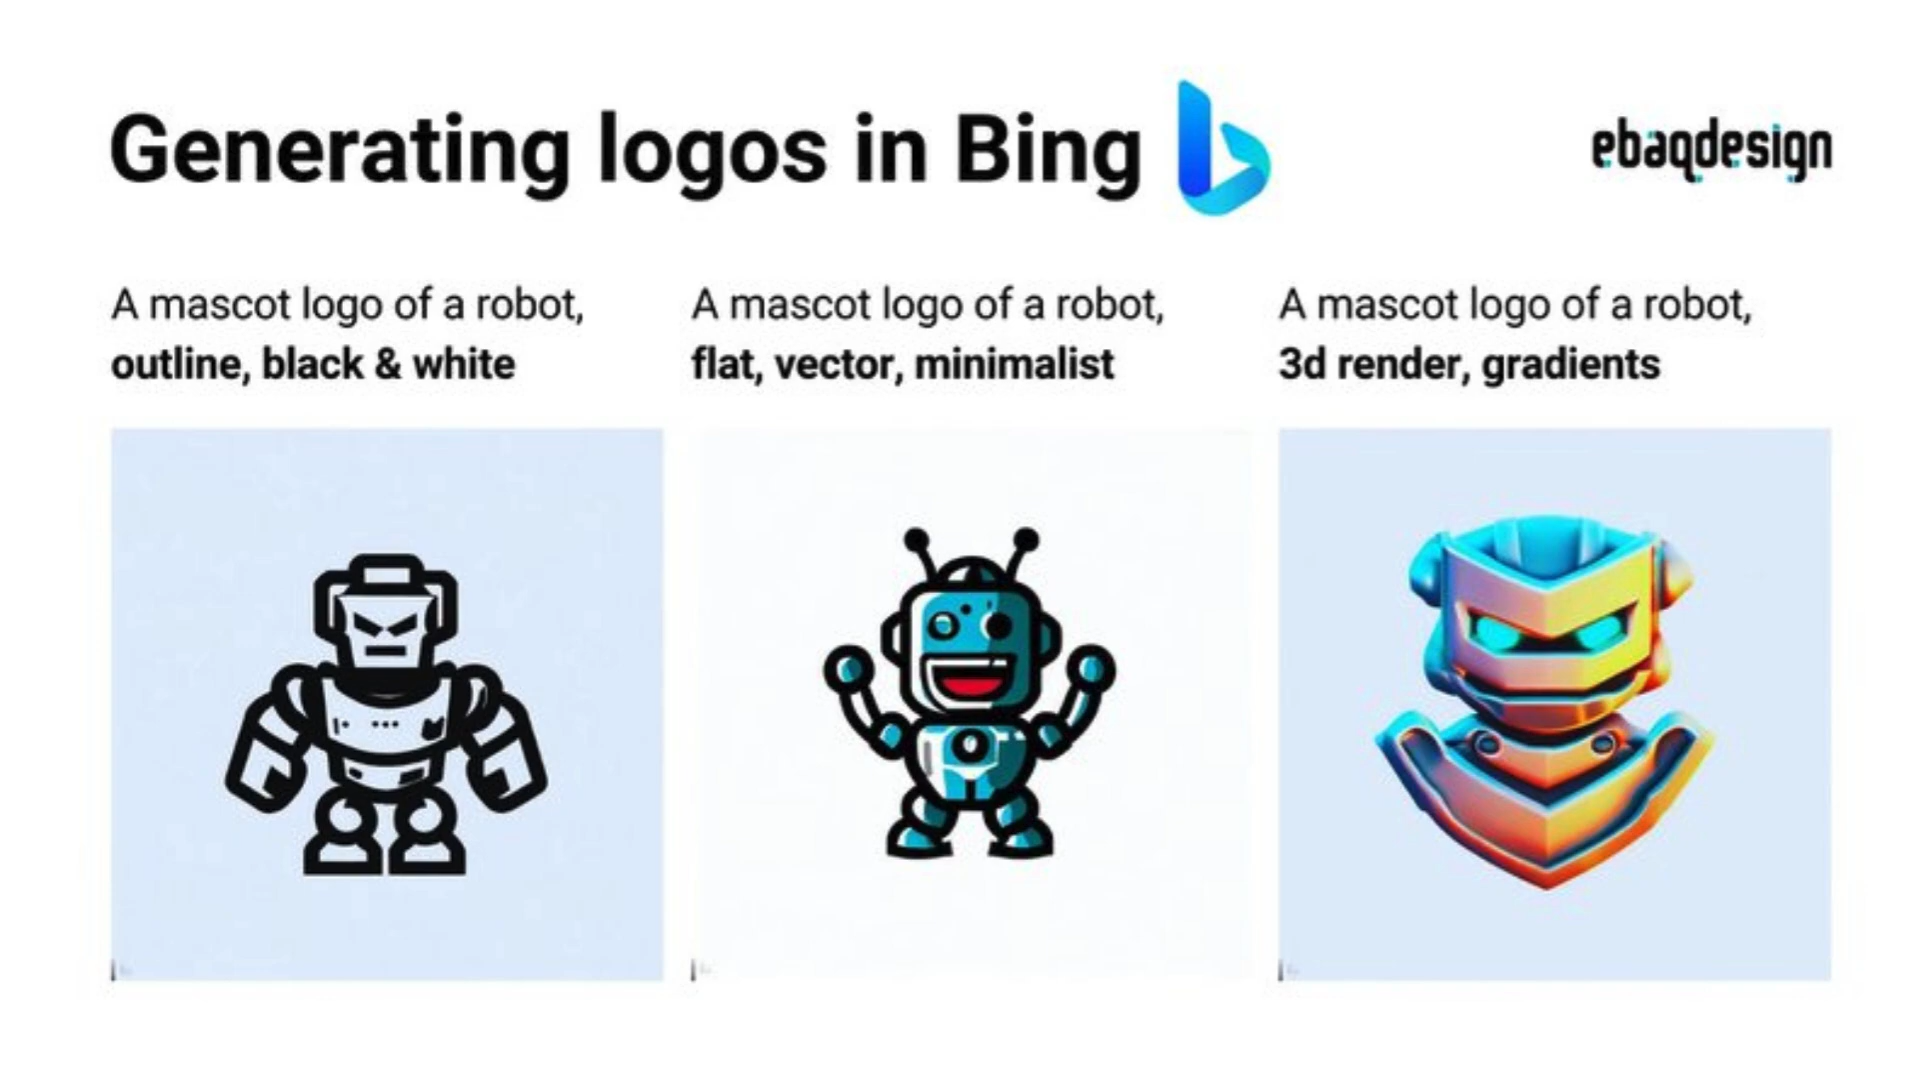 Generating logos in Bing
ebaqdesign
A mascot logo of a robot,
outline, black & white
A mascot logo of a robot,
flat, vector, minimalist
A mascot logo of a robot,
3d render, gradients